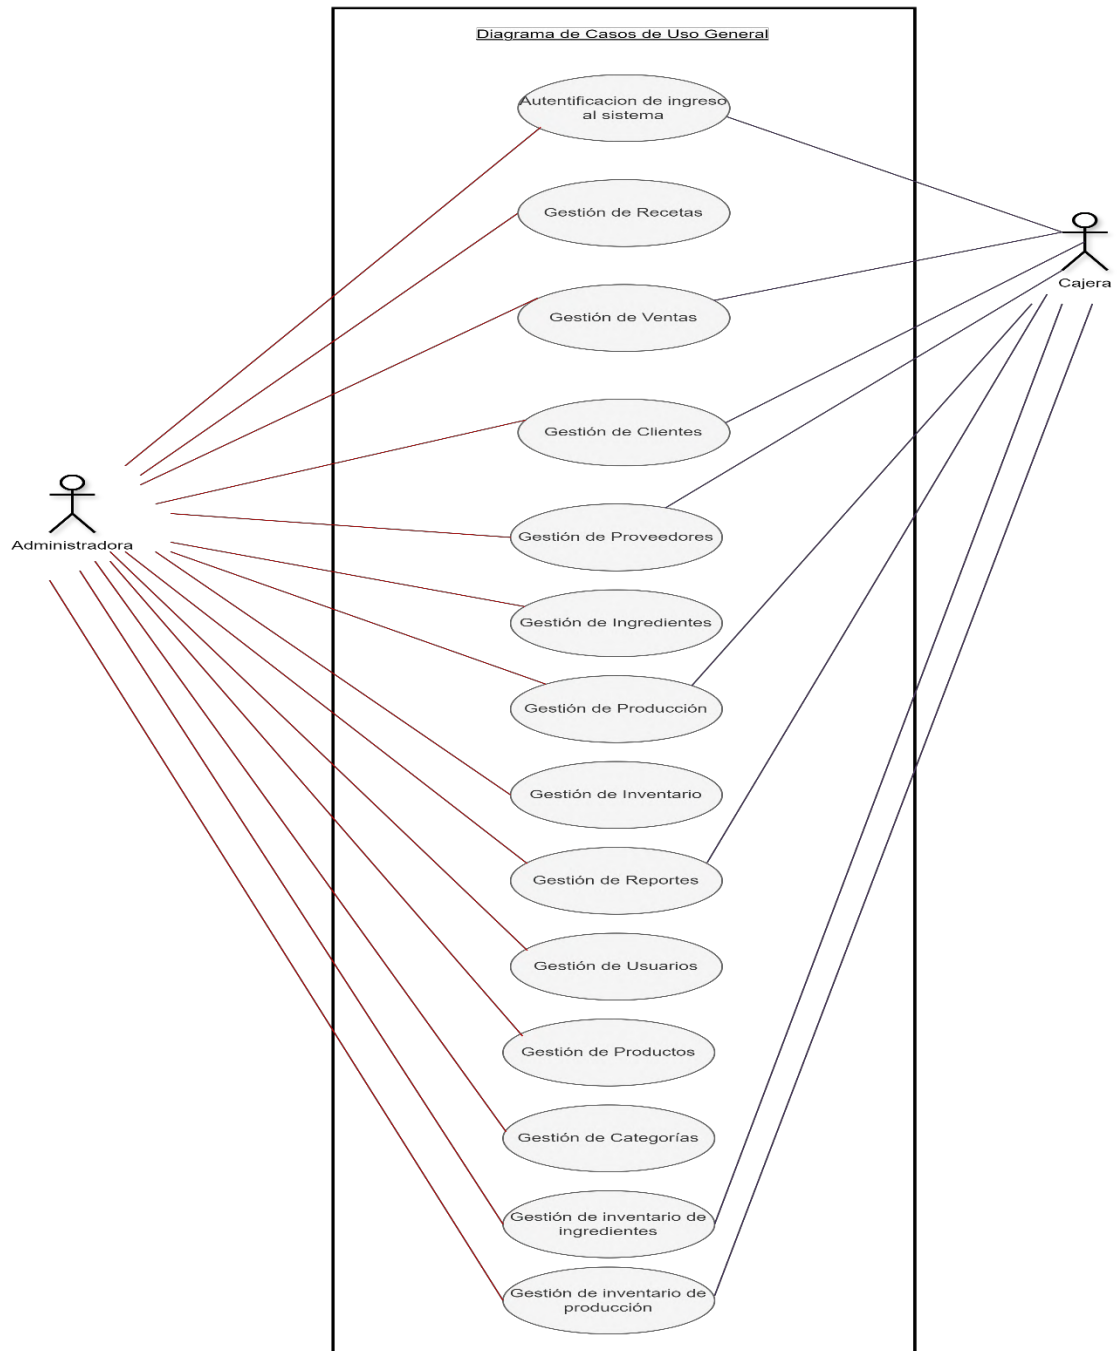 Diagrama de Casos de Uso General
Autentificacion de ingreso
al sistema
Gestión de Recetas
Cajera
Gestión de Ventas
Gestión de Clientes
Administradora
Gestión de Proveedores
Gestión de Ingredientes
Gestión de Producción
Gestión de Inventario
Gestión de Reportes
Gestión de Usuarios
Gestión de Productos
Gestión de Categorías
Gestión de inventario de
ingredientes
Gestión de inventario de
producción